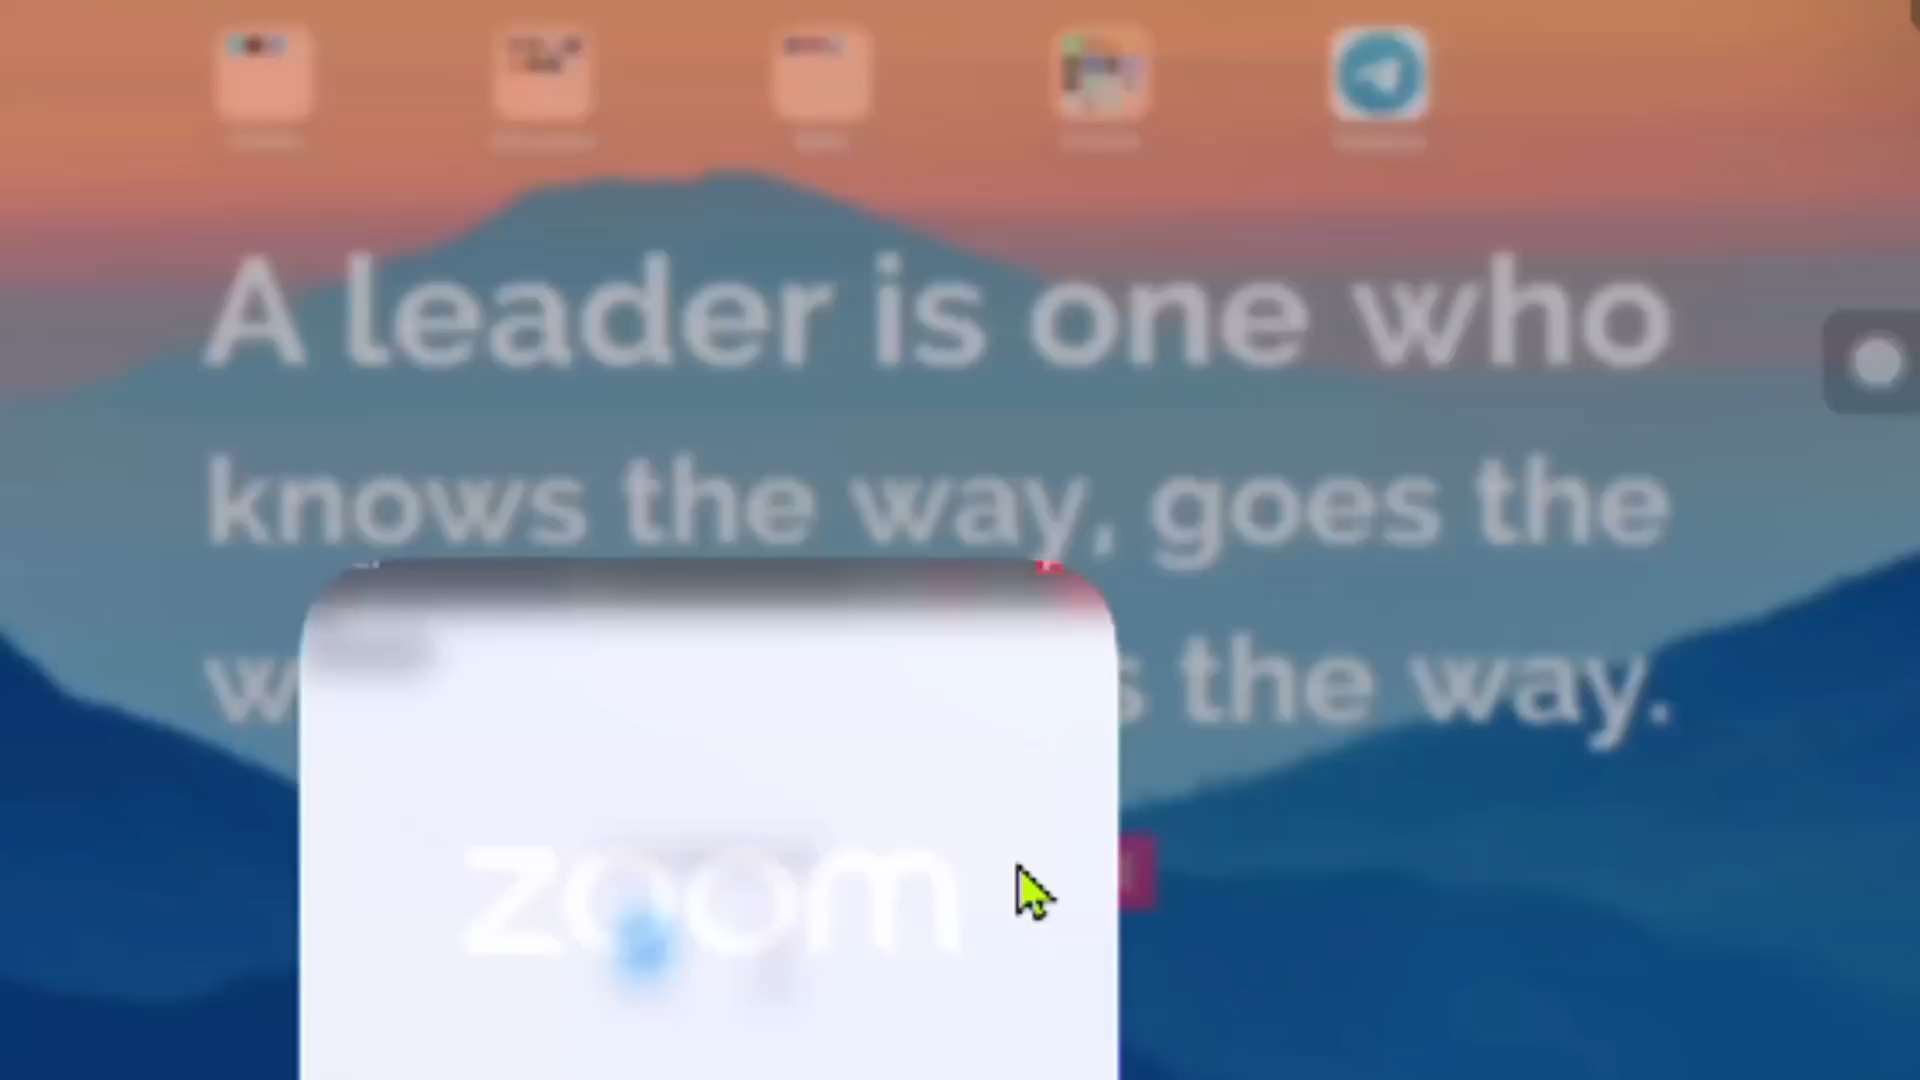 A leader is one who
knows the way, goes the
the way.
zoom